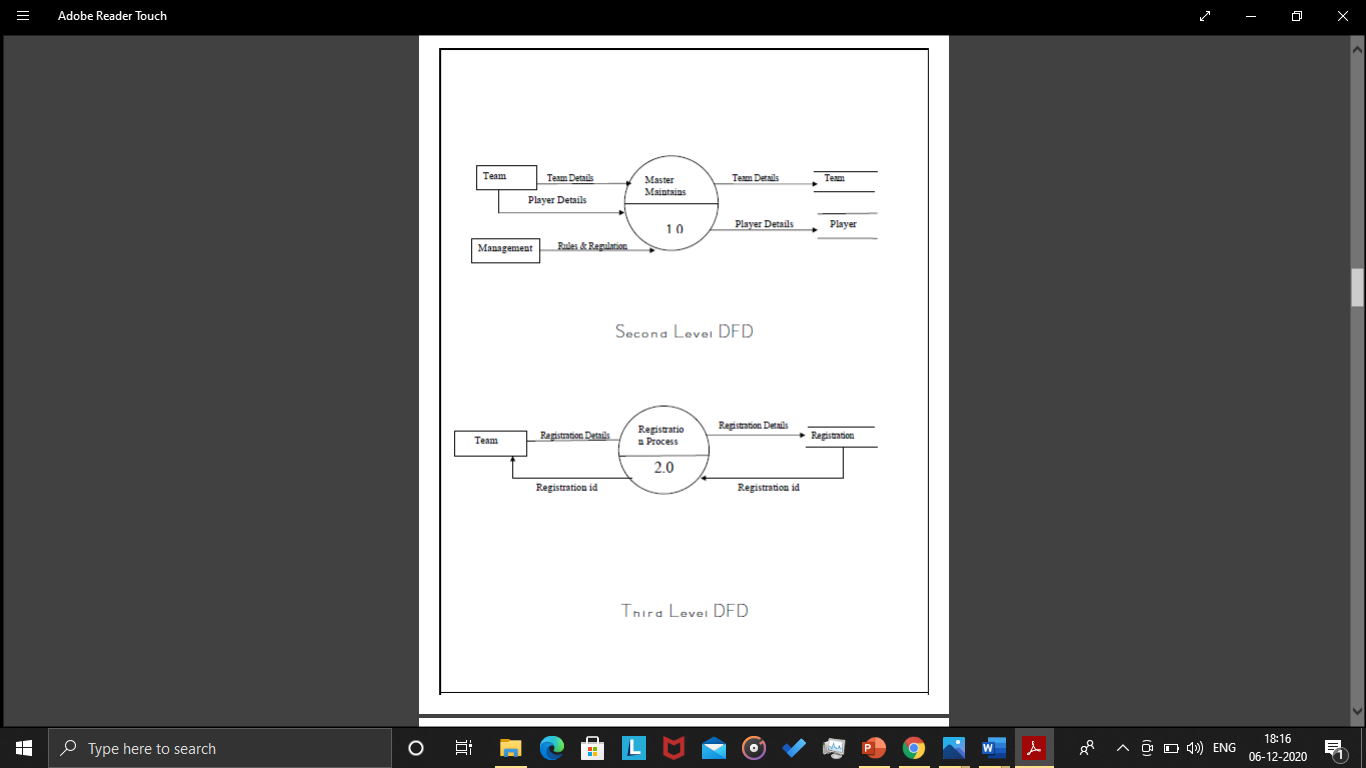 Adobe Reader Touch
Team
Team Details
Master
Maintains
Team Details
Team
Player Details
1.0
Player Details
Player
Management
Rules & Regulation
Second Level DFD
Registratio
n Process
Registration Details
Registration Details
Team
Registration
2.0
Registration id
Registration id
Third Level DFD
Type here to search
L
P
W
ENG
18:16
06-12-2020
1